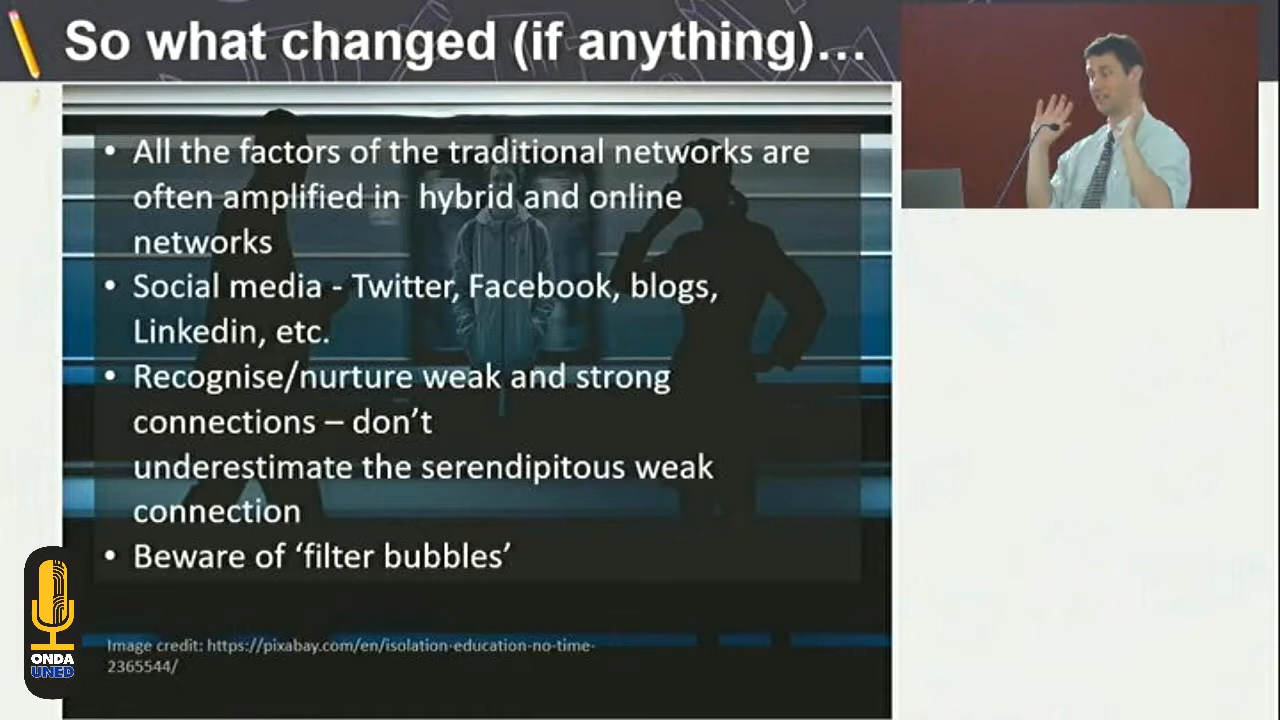 So what changed (if anything)…
• All the factors of the traditional networks are
often amplified in  hybrid and online
networks
• Social media - Twitter, Facebook, blogs,
Linkedin, etc.
• Recognise/nurture weak and strong
connections – don’t
underestimate the serendipitous weak
connection
• Beware of ‘filter bubbles’
Image credit: https://pixabay.com/en/isolation-education-no-time-
2365544/
ONDA
UNED